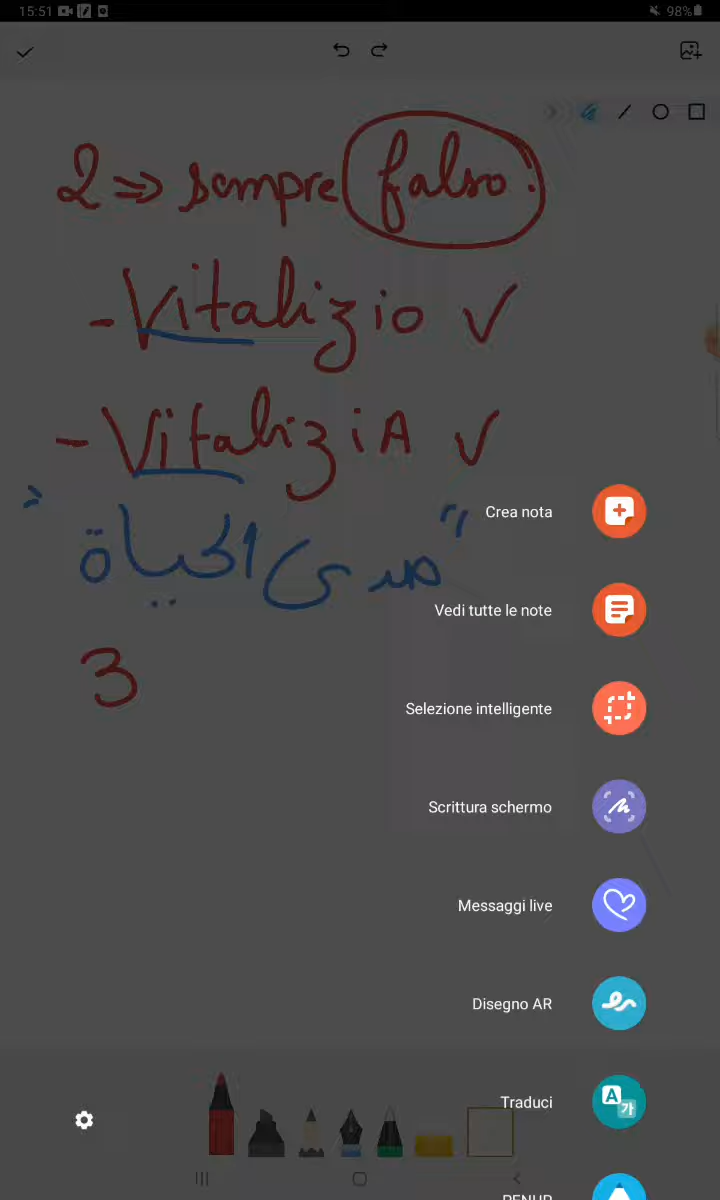 15:51 98%
2 => sempre falso!
- Vitalizio V
- VitaliziA V
"مدى الحياة"
3
Crea nota
Vedi tutte le note
Selezione intelligente
Scrittura schermo
Messaggi live
Disegno AR
Traduci
PENUP